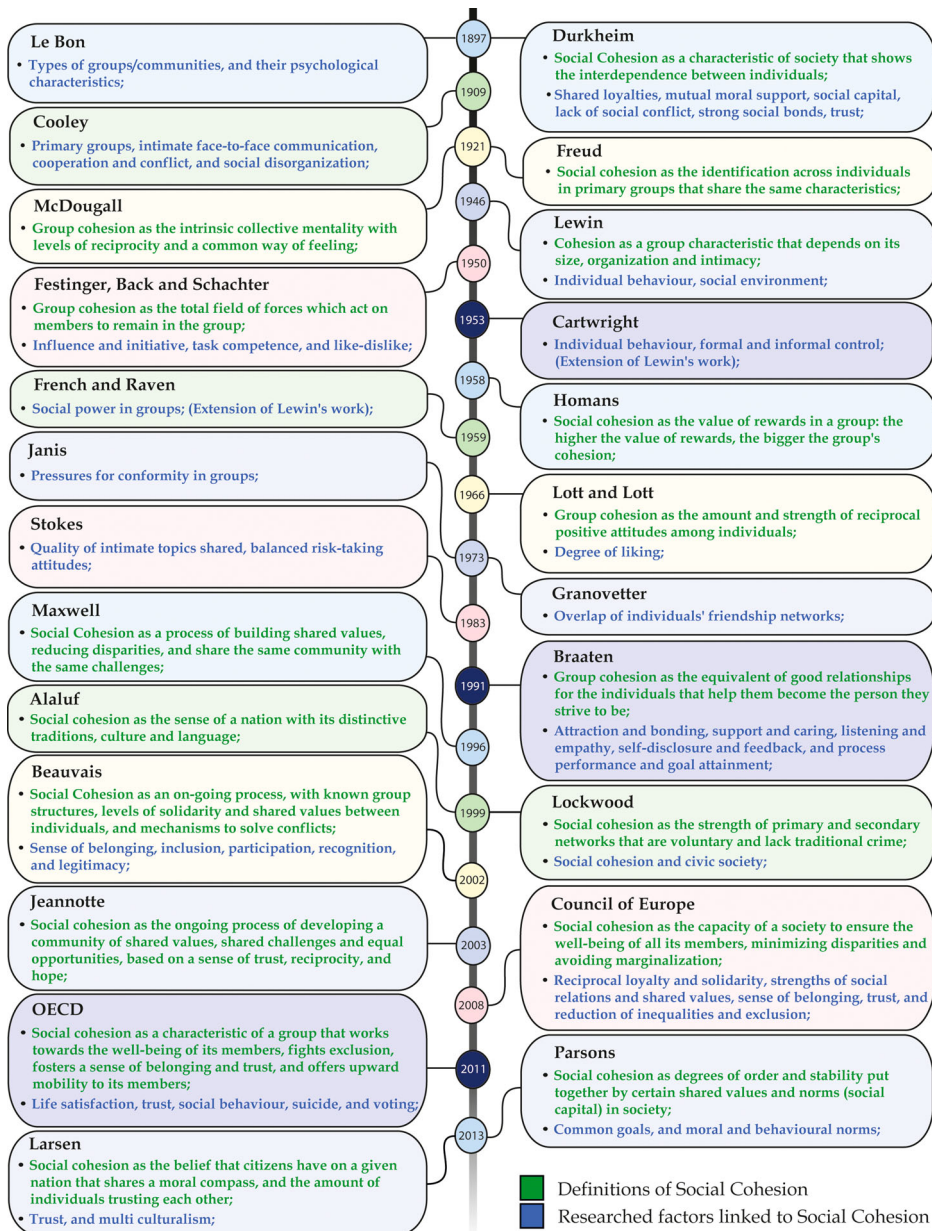 Le Bon
• Types of groups/communities, and their psychological
characteristics;
Cooley
• Primary groups, intimate face-to-face communication,
cooperation and conflict, and social disorganization;
McDougall
• Group cohesion as the intrinsic collective mentality with
levels of reciprocity and a common way of feeling;
Festinger, Back and Schachter
• Group cohesion as the total field of forces which act on
members to remain in the group;
• Influence and initiative, task competence, and like-dislike;
French and Raven
• Social power in groups; (Extension of Lewin's work);
Janis
• Pressures for conformity in groups;
Stokes
• Quality of intimate topics shared, balanced risk-taking
attitudes;
Maxwell
• Social Cohesion as a process of building shared values,
reducing disparities, and share the same community with
the same challenges;
Alaluf
• Social cohesion as the sense of a nation with its distinctive
traditions, culture and language;
Beauvais
• Social Cohesion as an on-going process, with known group
structures, levels of solidarity and shared values between
individuals, and mechanisms to solve conflicts;
• Sense of belonging, inclusion, participation, recognition,
and legitimacy;
Jeannotte
• Social cohesion as the ongoing process of developing a
community of shared values, shared challenges and equal
opportunities, based on a sense of trust, reciprocity, and
hope;
OECD
• Social cohesion as a characteristic of a group that works
towards the well-being of its members, fights exclusion,
fosters a sense of belonging and trust, and offers upward
mobility to its members;
• Life satisfaction, trust, social behaviour, suicide, and voting;
Larsen
• Social cohesion as the belief that citizens have on a given
nation that shares a moral compass, and the amount of
individuals trusting each other;
• Trust, and multi culturalism;
1897
1909
1921
1946
1950
1953
1958
1959
1966
1973
1983
1991
1996
1999
2002
2003
2008
2011
2013
Durkheim
• Social Cohesion as a characteristic of society that shows
the interdependence between individuals;
• Shared loyalties, mutual moral support, social capital,
lack of social conflict, strong social bonds, trust;
Freud
• Social cohesion as the identification across individuals
in primary groups that share the same characteristics;
Lewin
• Cohesion as a group characteristic that depends on its
size, organization and intimacy;
• Individual behaviour, social environment;
Cartwright
• Individual behaviour, formal and informal control;
(Extension of Lewin's work);
Homans
• Social cohesion as the value of rewards in a group: the
higher the value of rewards, the bigger the group's
cohesion;
Lott and Lott
• Group cohesion as the amount and strength of reciprocal
positive attitudes among individuals;
• Degree of liking;
Granovetter
• Overlap of individuals' friendship networks;
Braaten
• Group cohesion as the equivalent of good relationships
for the individuals that help them become the person they
strive to be;
• Attraction and bonding, support and caring, listening and
empathy, self-disclosure and feedback, and process
performance and goal attainment;
Lockwood
• Social cohesion as the strength of primary and secondary
networks that are voluntary and lack traditional crime;
• Social cohesion and civic society;
Council of Europe
• Social cohesion as the capacity of a society to ensure the
well-being of all its members, minimizing disparities and
avoiding marginalization;
• Reciprocal loyalty and solidarity, strengths of social
relations and shared values, sense of belonging, trust, and
reduction of inequalities and exclusion;
Parsons
• Social cohesion as degrees of order and stability put
together by certain shared values and norms (social
capital) in society;
• Common goals, and moral and behavioural norms;
Definitions of Social Cohesion
Researched factors linked to Social Cohesion